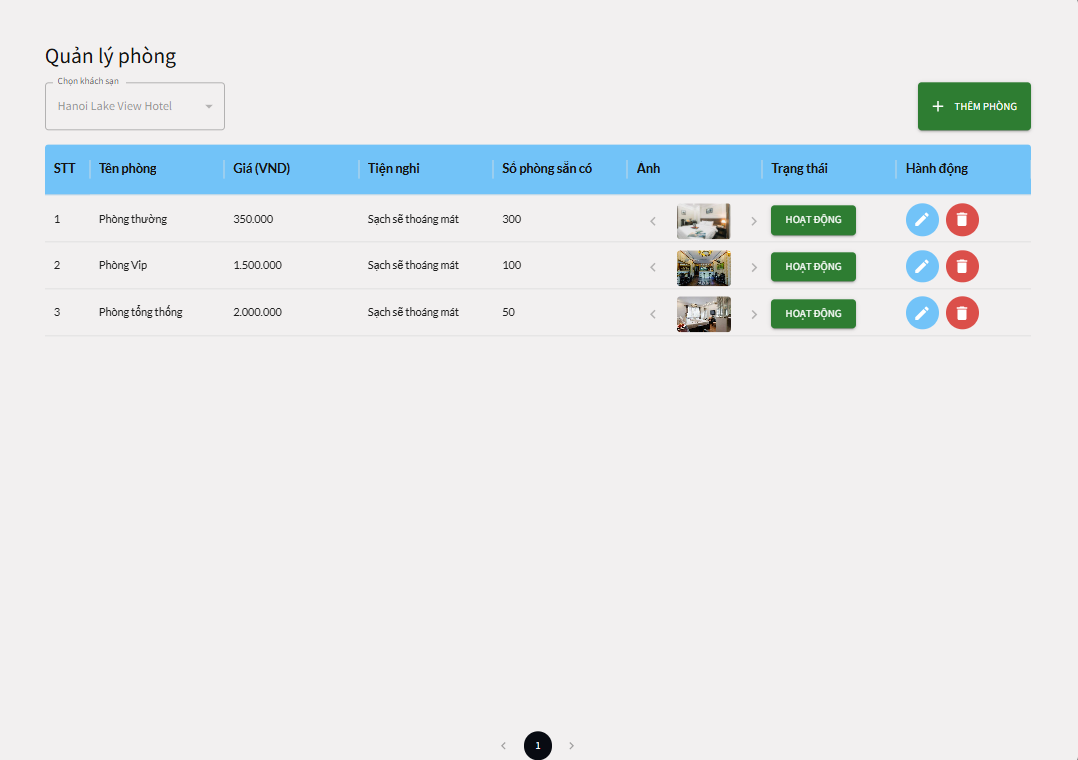 Quản lý phòng
Chọn khách sạn
Hanoi Lake View Hotel
THÊM PHÒNG
STT Tên phòng Giá (VND) Tiện nghi Số phòng sẵn có Ảnh Trạng thái Hành động
1 Phòng thường 350.000 Sạch sẽ thoáng mát 300 HOẠT ĐỘNG
2 Phòng Vip 1.500.000 Sạch sẽ thoáng mát 100 HOẠT ĐỘNG
3 Phòng tổng thống 2.000.000 Sạch sẽ thoáng mát 50 HOẠT ĐỘNG
1